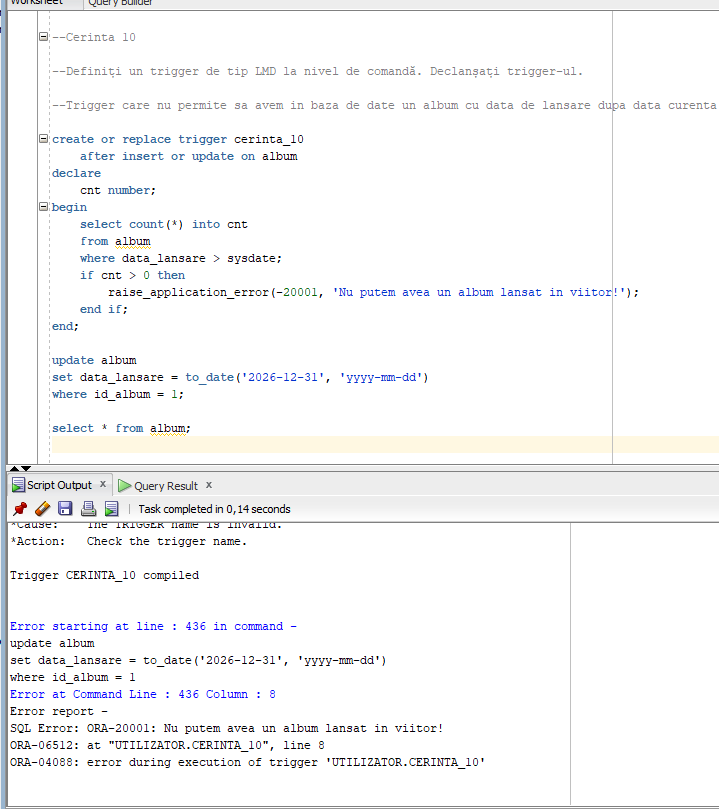 Worksheet Query Builder
--Cerinta 10
--Definiți un trigger de tip LMD la nivel de comandă. Declanșați trigger-ul.
--Trigger care nu permite sa avem in baza de date un album cu data de lansare dupa data curenta
create or replace trigger cerinta_10
    after insert or update on album
declare
    cnt number;
begin
    select count(*) into cnt
    from album
    where data_lansare > sysdate;
    if cnt > 0 then
        raise_application_error(-20001, 'Nu putem avea un album lansat in viitor!');
    end if;
end;
update album
set data_lansare = to_date('2026-12-31', 'yyyy-mm-dd')
where id_album = 1;
select * from album;
Script Output x Query Result x
Task completed in 0,14 seconds
*Cause:    The TRIGGER name is invalid.
*Action:   Check the trigger name.
Trigger CERINTA_10 compiled
Error starting at line : 436 in command -
update album
set data_lansare = to_date('2026-12-31', 'yyyy-mm-dd')
where id_album = 1
Error at Command Line : 436 Column : 8
Error report -
SQL Error: ORA-20001: Nu putem avea un album lansat in viitor!
ORA-06512: at "UTILIZATOR.CERINTA_10", line 8
ORA-04088: error during execution of trigger 'UTILIZATOR.CERINTA_10'